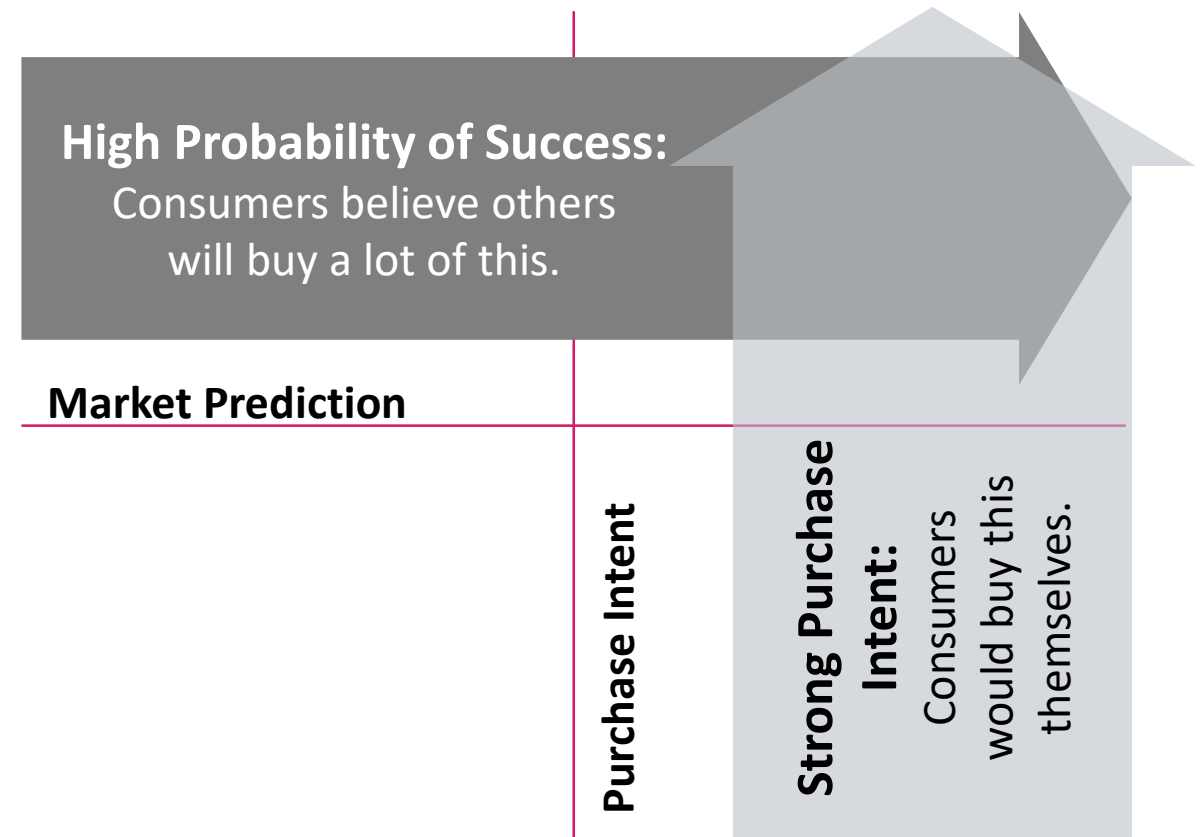 High Probability of Success:
Consumers believe others
will buy a lot of this.
Market Prediction
Purchase Intent
Strong Purchase
Intent:
Consumers
would buy this
themselves.